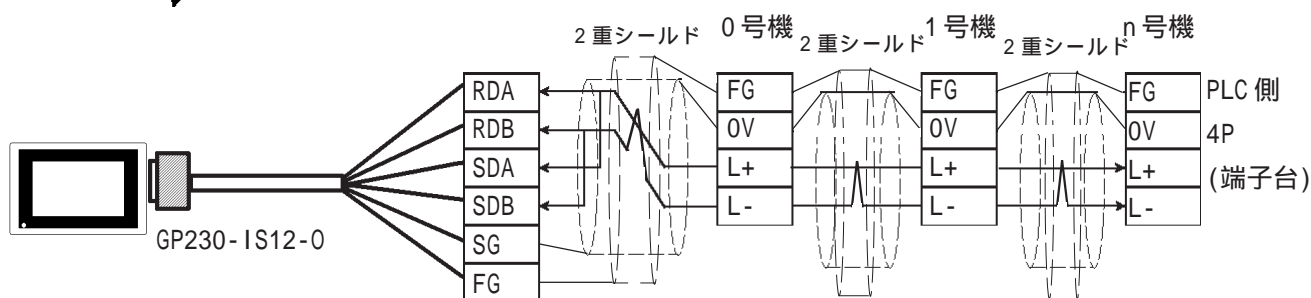 2重シールド
0号機
2重シールド
1号機
2重シールド
n号機
RDA
RDB
SDA
SDB
SG
FG
FG
0V
L+
L-
FG
0V
L+
L-
FG
0V
L+
L-
PLC側
4P
(端子台)
GP230-IS12-0